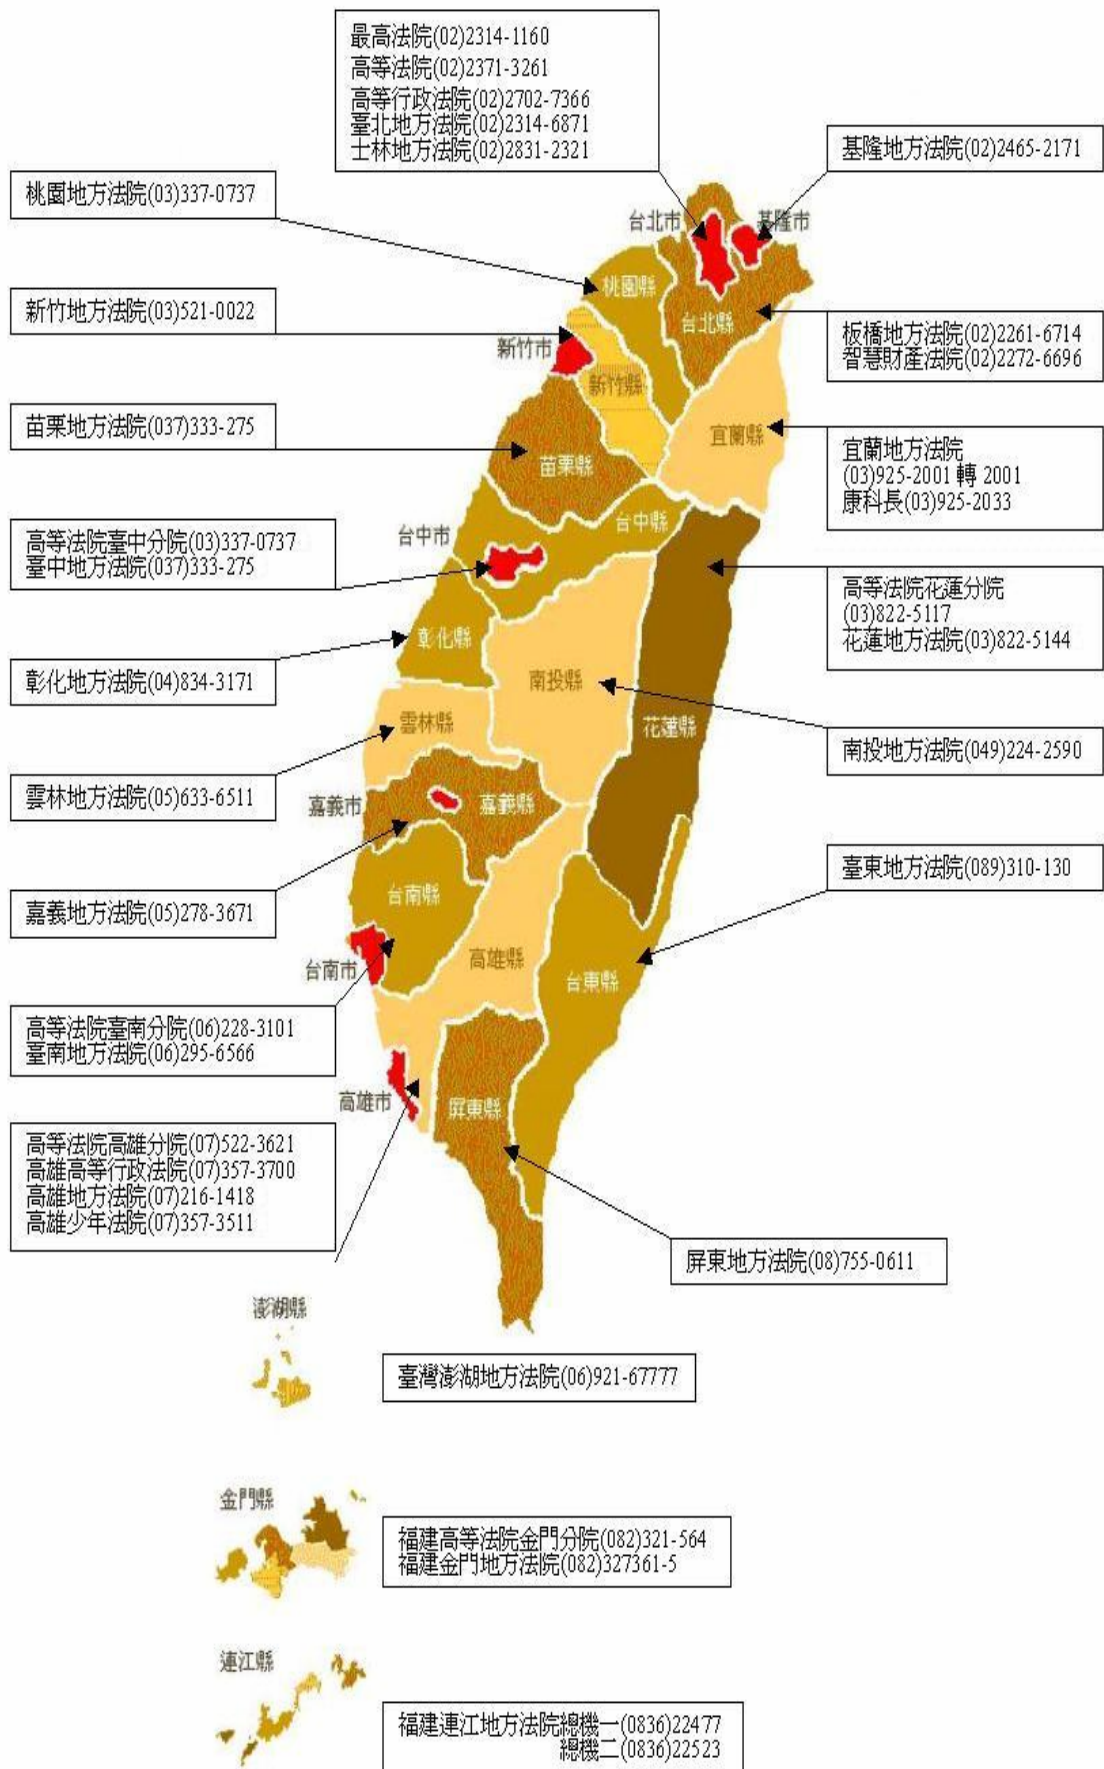 最高法院(02)2314-1160
高等法院(02)2371-3261
高等行政法院(02)2702-7366
臺北地方法院(02)2314-6871
士林地方法院(02)2831-2321
基隆地方法院(02)2465-2171
桃園地方法院(03)337-0737
台北市
基隆市
桃園縣
新竹地方法院(03)521-0022
台北縣
板橋地方法院(02)2261-6714
智慧財產法院(02)2272-6696
新竹市
新竹縣
苗栗地方法院(037)333-275
宜蘭縣
宜蘭地方法院
(03)925-2001 轉 2001
康科長(03)925-2033
苗栗縣
台中縣
台中市
高等法院臺中分院(03)337-0737
臺中地方法院(037)333-275
高等法院花蓮分院
(03)822-5117
花蓮地方法院(03)822-5144
彰化縣
彰化地方法院(04)834-3171
南投縣
雲林縣
花蓮縣
南投地方法院(049)224-2590
雲林地方法院(05)633-6511
嘉義市
嘉義縣
臺東地方法院(089)310-130
嘉義地方法院(05)278-3671
台南縣
台南市
高雄縣
台東縣
高等法院臺南分院(06)228-3101
臺南地方法院(06)295-6566
高雄市
屏東縣
高等法院高雄分院(07)522-3621
高雄高等行政法院(07)357-3700
高雄地方法院(07)216-1418
高雄少年法院(07)357-3511
屏東地方法院(08)755-0611
澎湖縣
臺灣澎湖地方法院(06)921-67777
金門縣
福建高等法院金門分院(082)321-564
福建金門地方法院(082)327361-5
連江縣
福建連江地方法院總機一(0836)22477
總機二(0836)22523